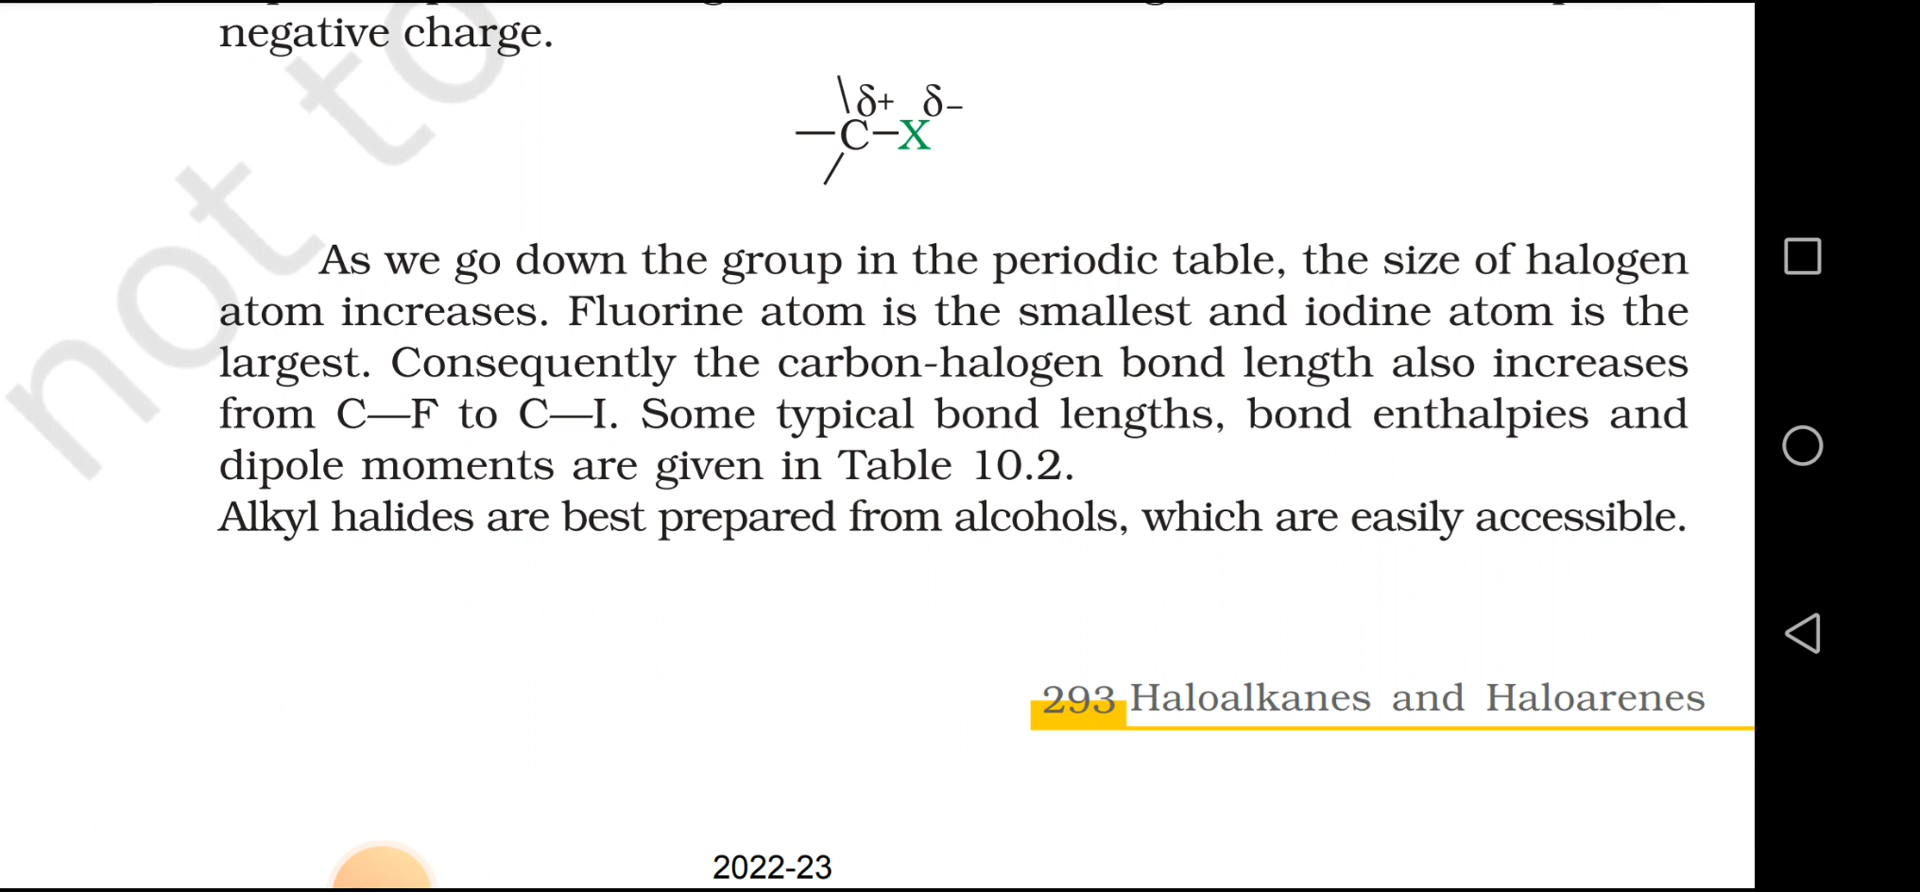 negative charge.
δ+ δ–
C–X
As we go down the group in the periodic table, the size of halogen
atom increases. Fluorine atom is the smallest and iodine atom is the
largest. Consequently the carbon-halogen bond length also increases
from C—F to C—I. Some typical bond lengths, bond enthalpies and
dipole moments are given in Table 10.2.
Alkyl halides are best prepared from alcohols, which are easily accessible.
293 Haloalkanes and Haloarenes
2022-23
not to